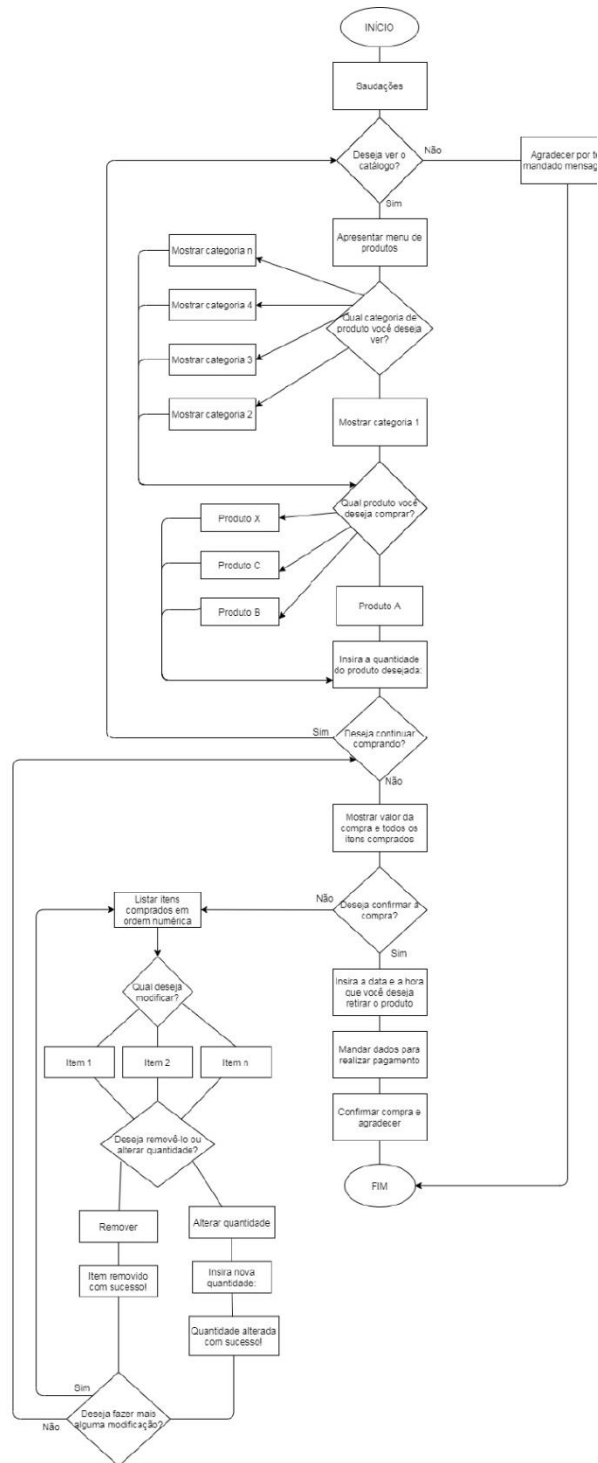 INÍCIO
Saudações
Deseja ver o
catálogo?
Não
Agradecer por te
mandado mensag
Sim
Apresentar menu de
produtos
Mostrar categoria n
Mostrar categoria 4
Mostrar categoria 3
Mostrar categoria 2
Qual categoria de
produto você deseja
ver?
Mostrar categoria 1
Qual produto você
deseja comprar?
Produto X
Produto C
Produto B
Produto A
Insira a quantidade
do produto desejada:
Sim
Deseja continuar
comprando?
Não
Mostrar valor da
compra e todos os
itens comprados
Não
Deseja confirmar a
compra?
Sim
Listar itens
comprados em
ordem numérica
Qual deseja
modificar?
Item 1
Item 2
Item n
Deseja removê-lo ou
alterar quantidade?
Remover
Alterar quantidade
Item removido
com sucesso!
Insira nova
quantidade:
Quantidade alterada
com sucesso!
Sim
Não
Deseja fazer mais
alguma modificação?
Insira a data e a hora
que você deseja
retirar o produto
Mandar dados para
realizar pagamento
Confirmar compra e
agradecer
FIM